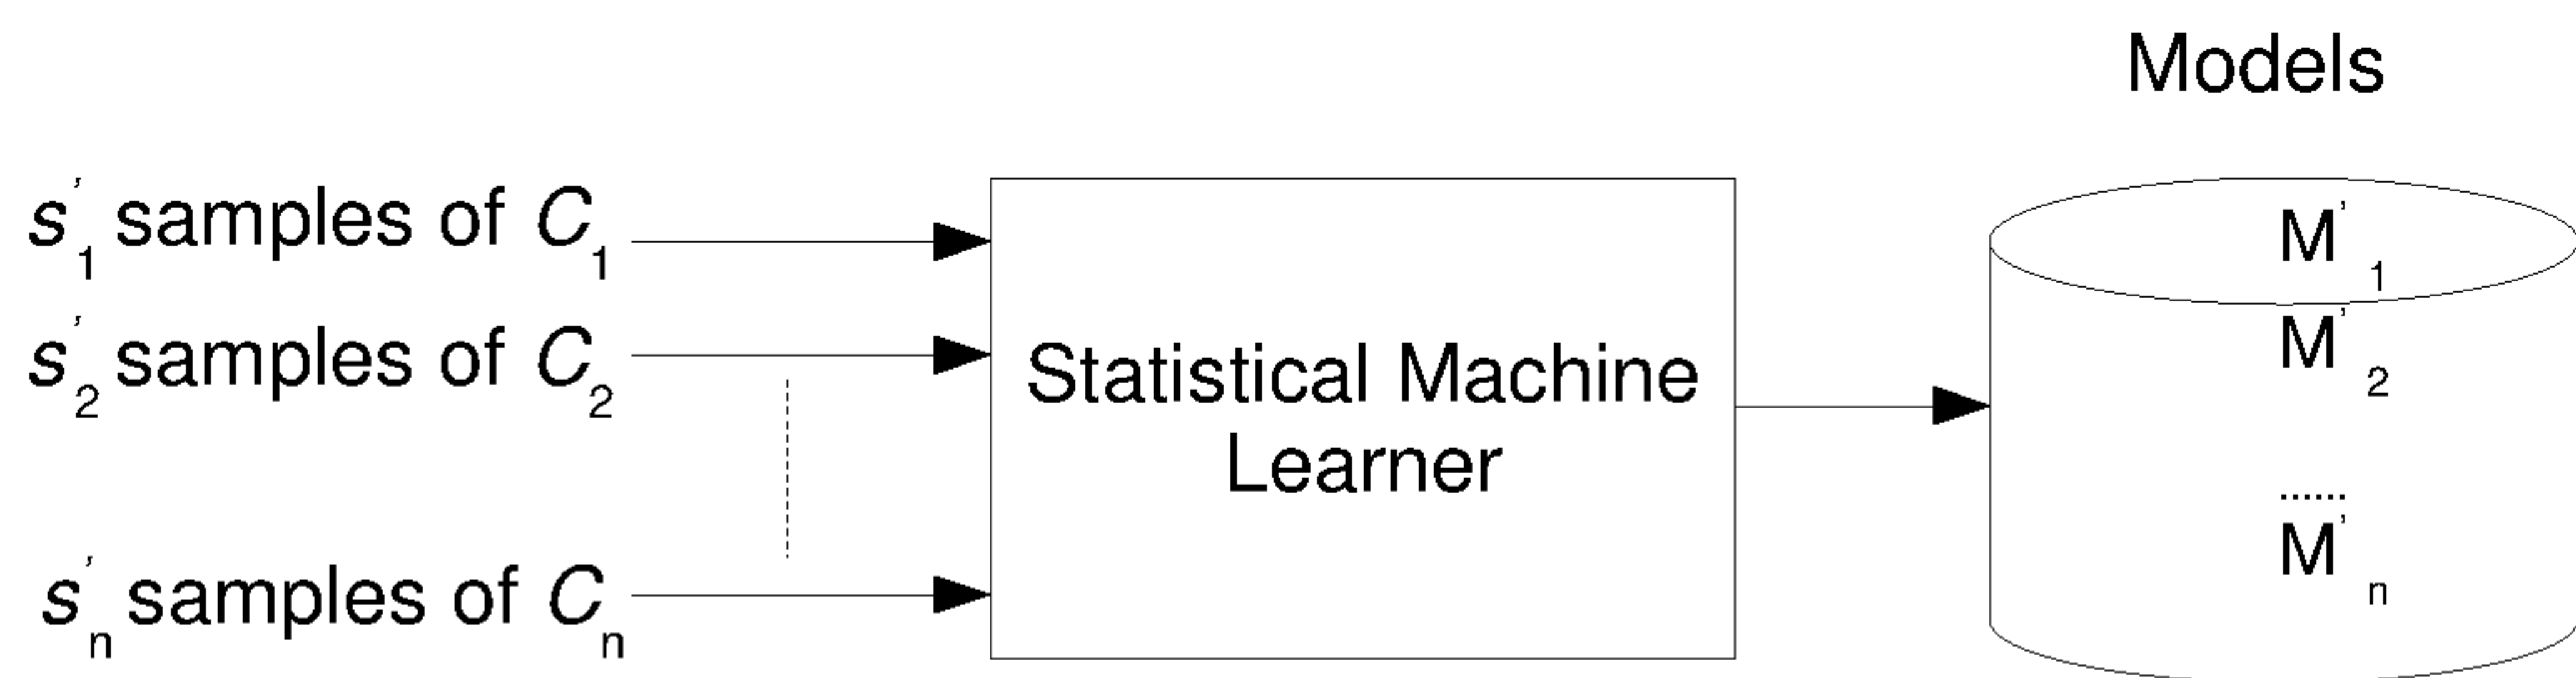 Models
s'1 samples of C1
s'2 samples of C2
s'n samples of Cn
Statistical Machine
Learner
M'1
M'2
......
M'n